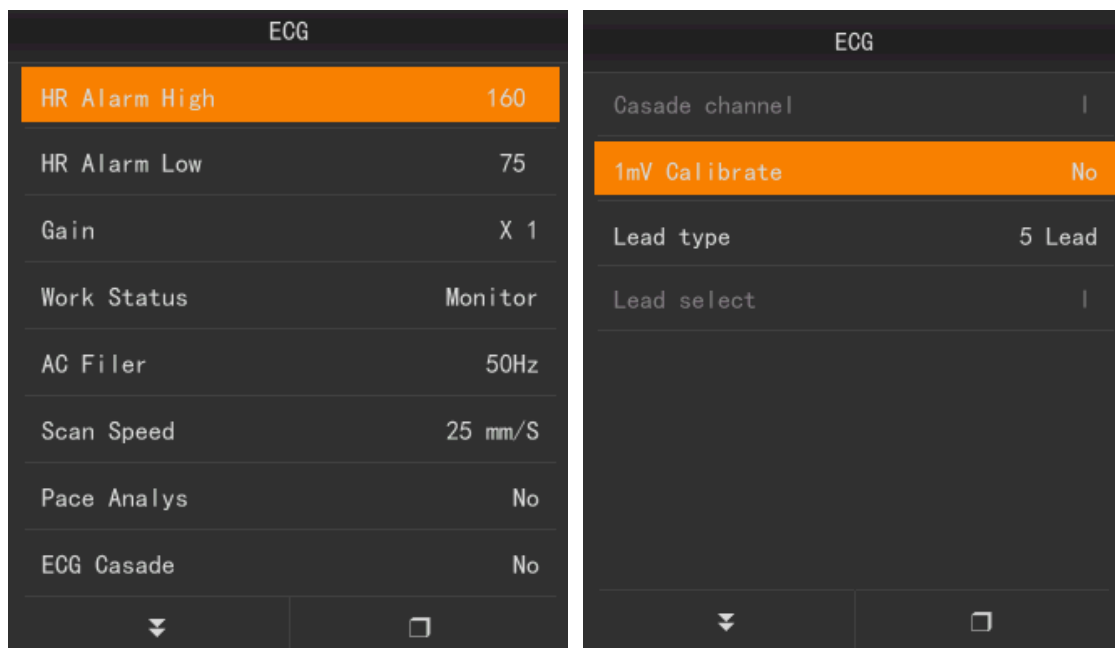 ECG
HR Alarm High 160
HR Alarm Low 75
Gain X 1
Work Status Monitor
AC Filer 50Hz
Scan Speed 25 mm/S
Pace Analys No
ECG Casade No
ECG
Casade channel I
1mV Calibrate No
Lead type 5 Lead
Lead select I